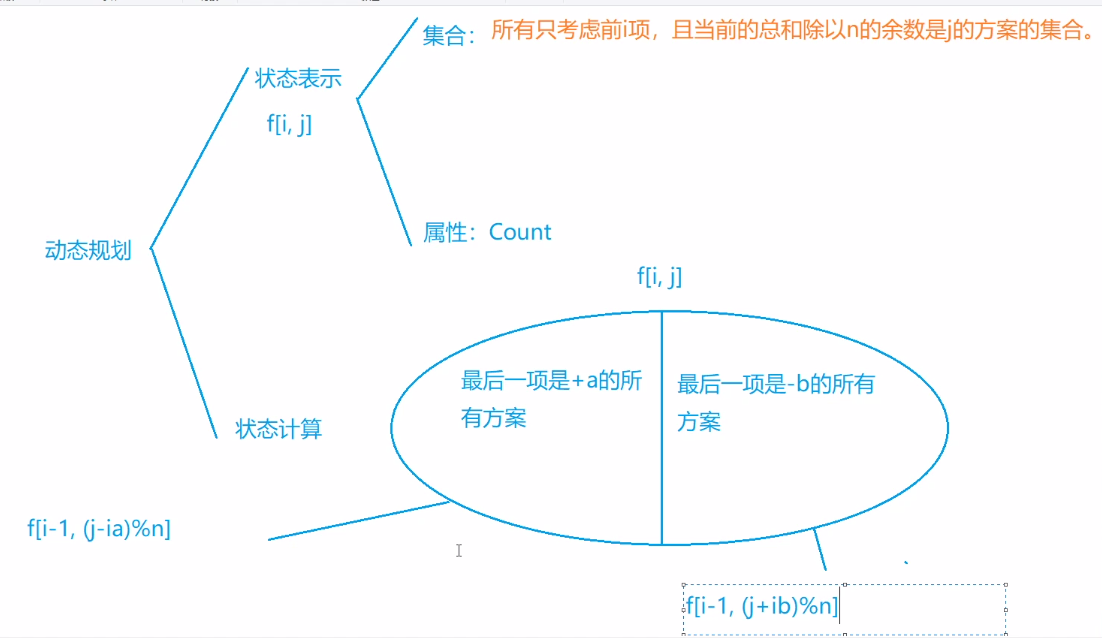 集合：
所有只考虑前i项，且当前的总和除以n的余数是j的方案的集合。
状态表示
f[i, j]
属性：Count
动态规划
f[i, j]
最后一项是+a的所
有方案
最后一项是-b的所有
方案
状态计算
f[i-1, (j-ia)%n]
f[i-1, (j+ib)%n]